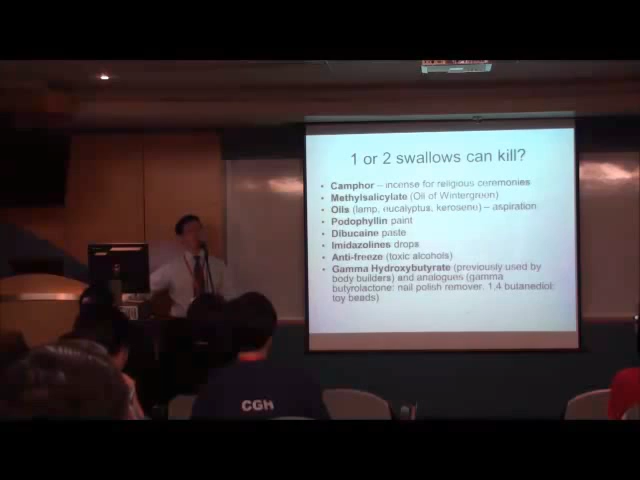 1 or 2 swallows can kill?
• Camphor – incense for religious ceremonies
• Methylsalicylate (Oil of Wintergreen)
• Oils (lamp, eucalyptus, kerosene) – aspiration
• Podophyllin paint
• Dibucaine paste
• Imidazolines drops
• Anti-freeze (toxic alcohols)
• Gamma Hydroxybutyrate (previously used by
body builders) and analogues (gamma
butyrolactone: nail polish remover. 1,4 butanediol:
toy beads)
CGH